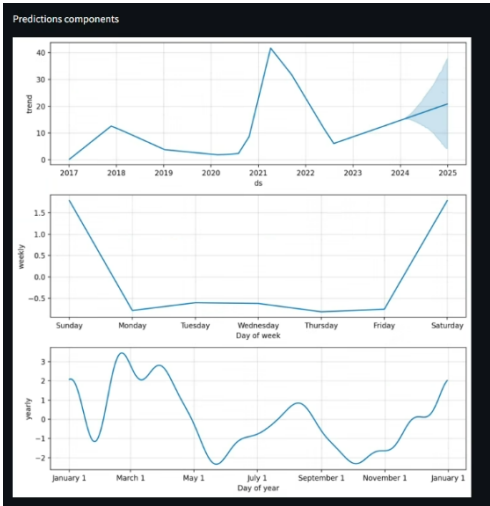 Predictions components
40
30
20
10
0
trend
2017 2018 2019 2020 2021 2022 2023 2024 2025
ds
1.5
1.0
0.5
0.0
−0.5
weekly
Sunday Monday Tuesday Wednesday Thursday Friday Saturday
Day of week
3
2
1
0
−1
−2
yearly
January 1 March 1 May 1 July 1 September 1 November 1 January 1
Day of year